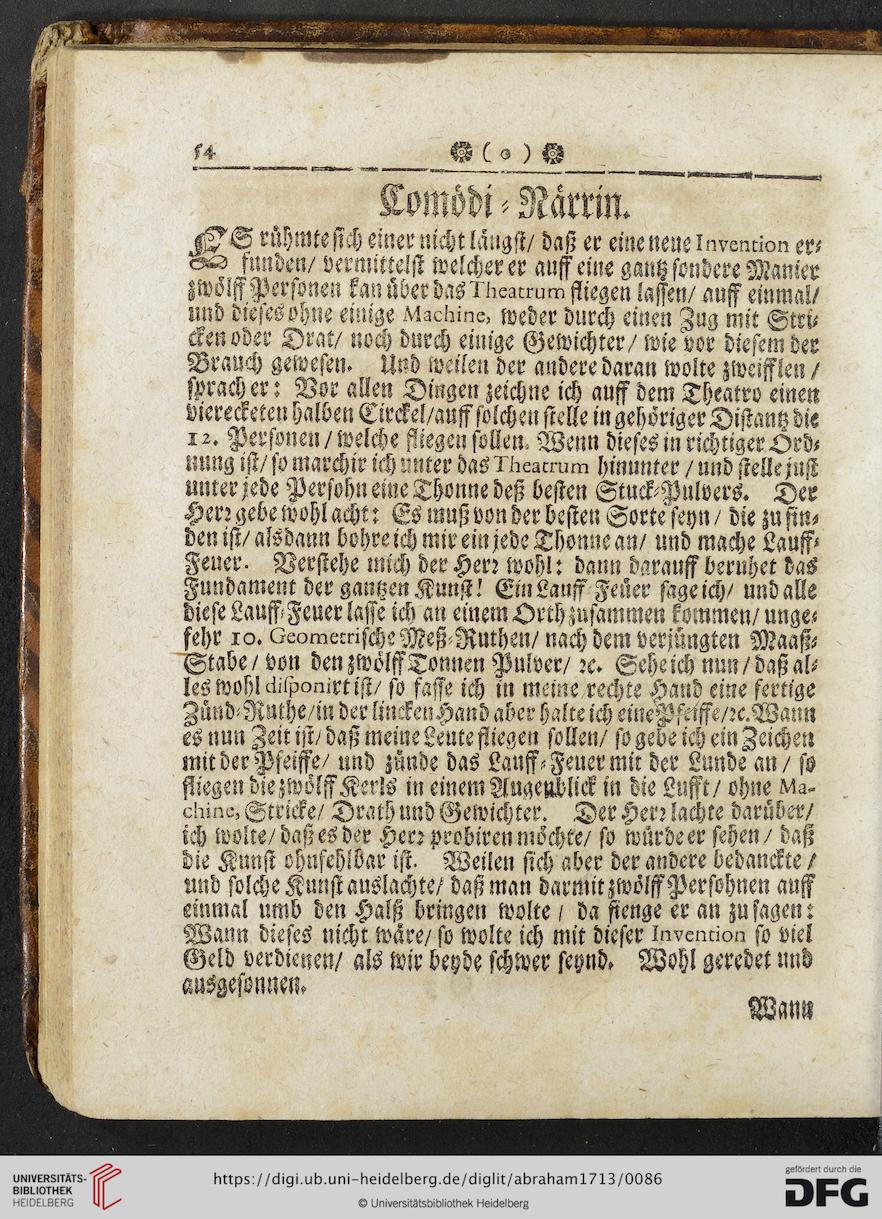 54 ( o )
Comödi-Närrin.
ES rühmte sich einer nicht längst/ daß er eine neue Invention er-
funden/ vermittelst welcher er auff eine gantz sondere Manier
zwölff Personen kan über das Theatrum fliegen lassen/ auff einmal/
und dieses ohne einige Machine, weder durch einen Zug mit Stri-
cken oder Drat/ noch durch einige Gewichter/ wie vor diesem der
Brauch gewesen. Und weilen der andere daran wolte zweifflen/
sprach er: Vor allen Dingen zeichne ich auff dem Theatro einen
vierecketen halben Circkel/auff solchen stelle in gehöriger Distantz die
12. Personen/ welche fliegen sollen. Wenn dieses in richtiger Ord-
nung ist/ so marchir ich unter das Theatrum hinunter/ und stelle just
unter jede Persohn eine Thonne deß besten Stuck-Pulvers. Der
Herr gebe wohl acht: Es muß von der besten Sorte seyn/ die zu fin-
den ist/ alsdann bohre ich mir ein jede Thonne an/ und mache Lauff-
Feuer. Verstehe mich der Herr wohl: dann darauff beruhet das
Fundament der gantzen Kunst! Ein Lauff-Feuer sage ich/ und alle
diese Lauff-Feuer lasse ich an einem Orth zusammen kommen/ unge-
fehr 10. Geometrische Meß-Ruthen/ nach dem verjüngten Maaß-
Stabe/ von den zwölff Tonnen Pulver/ ꝛc. Sehe ich nun/ daß al-
les wohl disponirt ist/ so fasse ich in meine rechte Hand eine fertige
Zünd-Ruthe/in der lincken Hand aber halte ich eine Pfeiffe/ꝛc. Wann
es nun Zeit ist/ daß meine Leute fliegen sollen/ so gebe ich ein Zeichen
mit der Pfeiffe/ und zünde das Lauff-Feuer mit der Lunde an/ so
fliegen die zwölff Kerls in einem Augenblick in die Lufft/ ohne Ma-
chine, Stricke/ Drath und Gewichter. Der Herr lachte darüber/
ich wolte/ daß es der Herr probiren möchte/ so würde er sehen/ daß
die Kunst ohnfehlbar ist. Weilen sich aber der andere bedanckte/
und solche Kunst auslachte/ daß man darmit zwölff Persohnen auff
einmal umb den Halß bringen wolte/ da fienge er an zu sagen:
Wann dieses nicht wäre/ so wolte ich mit dieser Invention so viel
Geld verdienen/ als wir beyde schwer seynd. Wohl geredet und
ausgesonnen.
Wann
UNIVERSITÄTS-
BIBLIOTHEK
HEIDELBERG
https://digi.ub.uni-heidelberg.de/diglit/abraham1713/0086
© Universitätsbibliothek Heidelberg
gefördert durch die
DFG